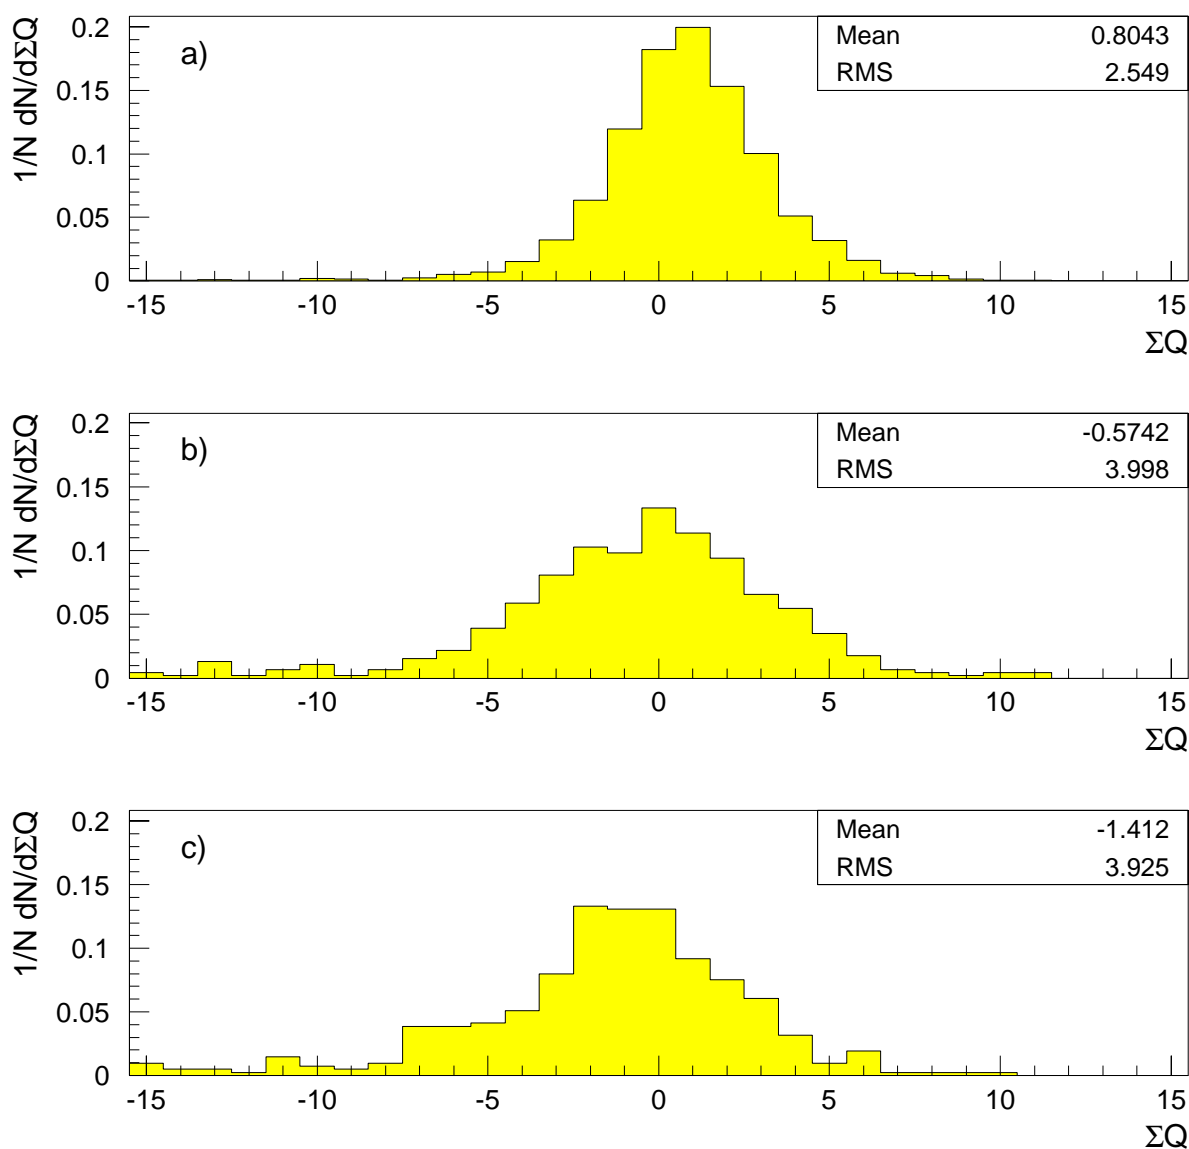 1/N dN/dΣQ
a)
Mean 0.8043
RMS 2.549
0.2
0.15
0.1
0.05
0
-15 -10 -5 0 5 10 15
ΣQ
1/N dN/dΣQ
b)
Mean -0.5742
RMS 3.998
0.2
0.15
0.1
0.05
0
-15 -10 -5 0 5 10 15
ΣQ
1/N dN/dΣQ
c)
Mean -1.412
RMS 3.925
0.2
0.15
0.1
0.05
0
-15 -10 -5 0 5 10 15
ΣQ